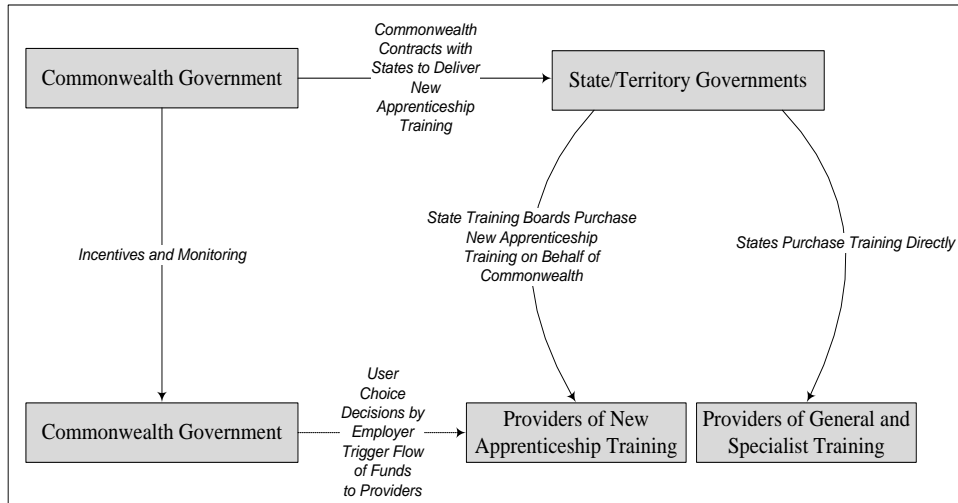 Commonwealth
Contracts with
States to Deliver
New
Apprenticeship
Training
Commonwealth Government
State/Territory Governments
Incentives and Monitoring
State Training Boards Purchase
New Apprenticeship
Training on Behalf of
Commonwealth
States Purchase Training Directly
User
Choice
Decisions by
Employer
Trigger Flow
of Funds
to Providers
Commonwealth Government
Providers of New
Apprenticeship Training
Providers of General and
Specialist Training